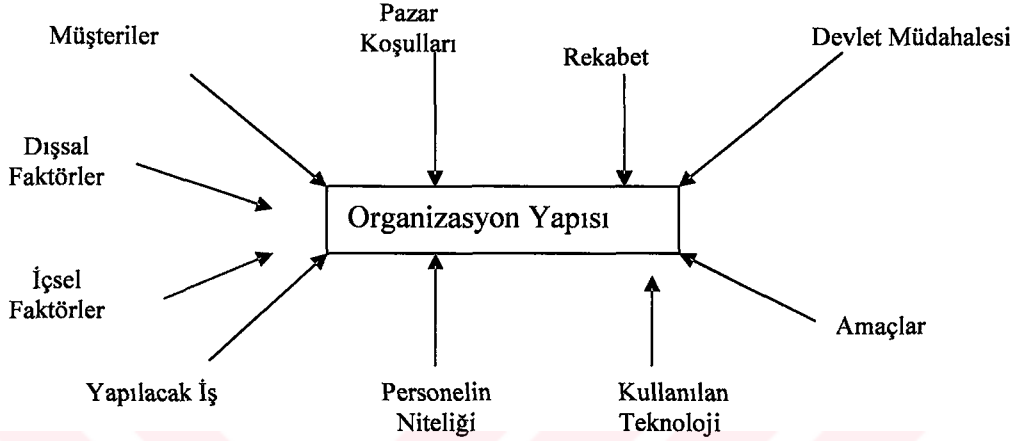 Müşteriler
Pazar
Koşulları
Rekabet
Devlet Müdahalesi
Dışsal
Faktörler
Organizasyon Yapısı
İçsel
Faktörler
Amaçlar
Yapılacak İş
Personelin
Niteliği
Kullanılan
Teknoloji